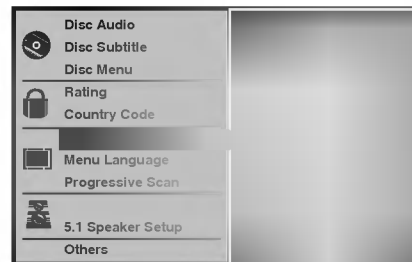 Disc Audio
Disc Subtitle
Disc Menu
Rating
Country Code
Menu Language
Progressive Scan
5.1 Speaker Setup
Others